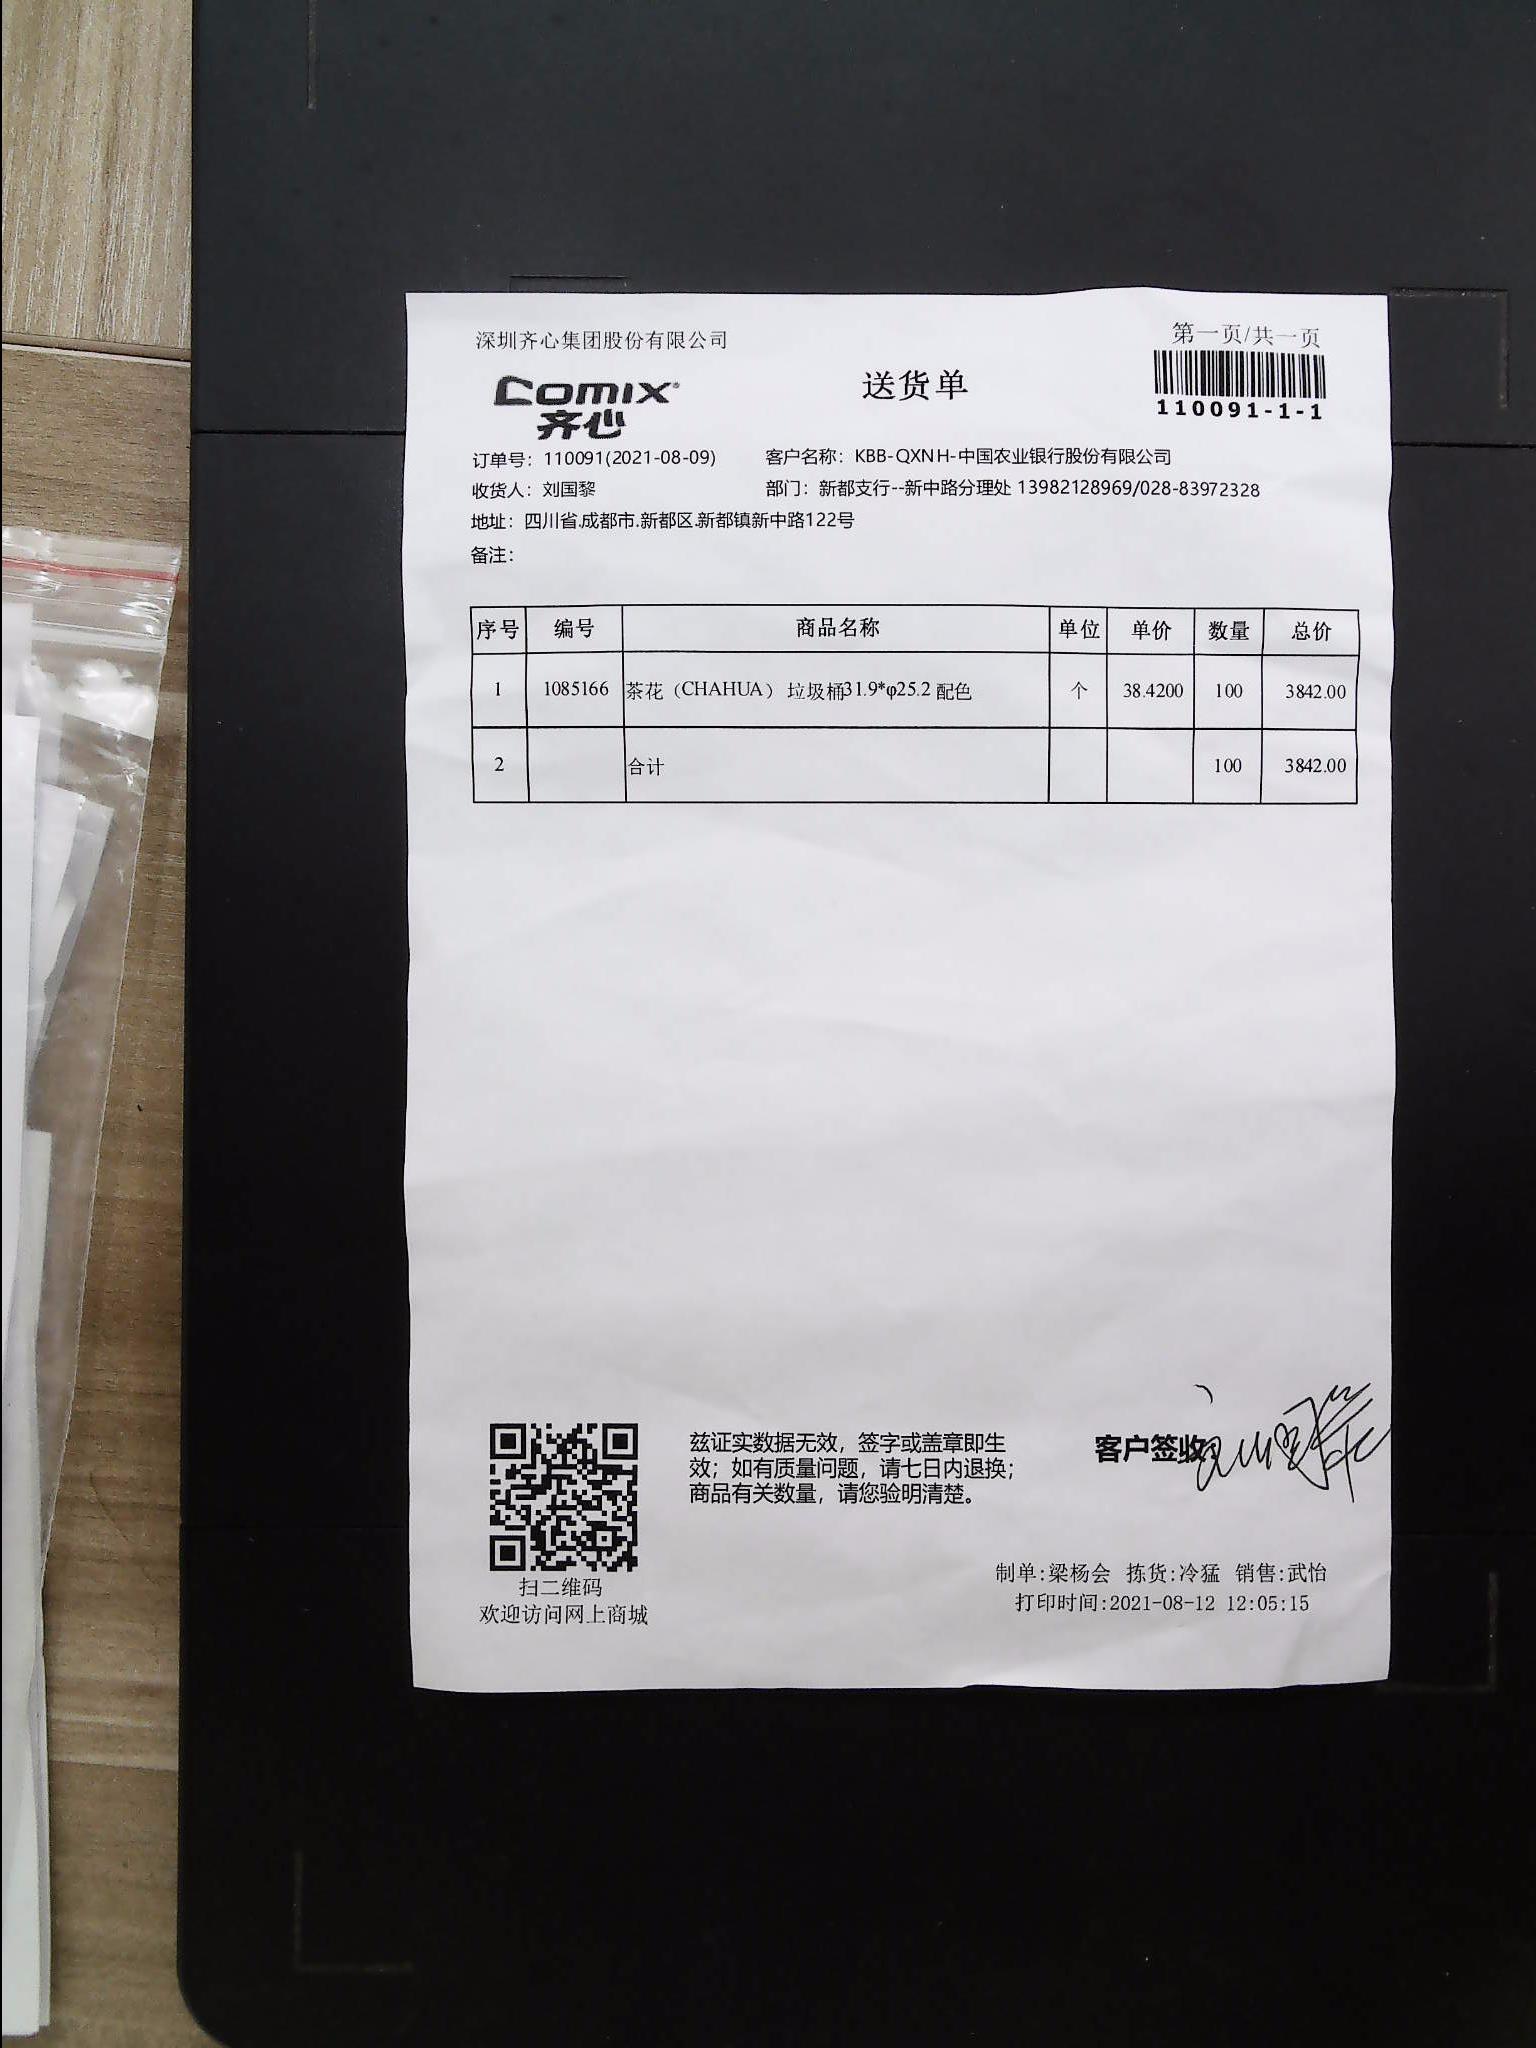 深圳齐心集团股份有限公司
第一页/共一页
comix
齐心
送货单
110091-1-1
订单号：110091(2021-08-09) 客户名称：KBB-QXNH-中国农业银行股份有限公司
收货人：刘国黎 部门：新都支行--新中路分理处 13982128969/028-83972328
地址：四川省.成都市.新都区.新都镇新中路122号
备注：
序号 编号 商品名称 单位 单价 数量 总价
1 1085166 茶花（CHAHUA）垃圾桶31.9*φ25.2 配色 个 38.4200 100 3842.00
2 合计 100 3842.00
兹证实数据无效，签字或盖章即生
效；如有质量问题，请七日内退换；
商品有关数量，请您验明清楚。
客户签收
扫二维码
欢迎访问网上商城
制单:梁杨会 拣货:冷猛 销售:武怡
打印时间:2021-08-12 12:05:15